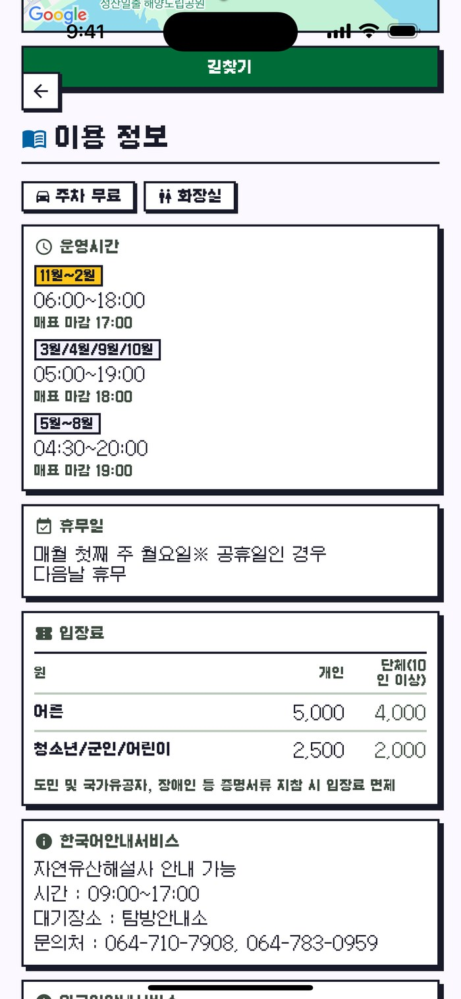 성산일출 해양도립공원
Google
9:41
길찾기
이용 정보
주차 무료
화장실
운영시간
11월~2월
06:00~18:00
매표 마감 17:00
3월/4월/9월/10월
05:00~19:00
매표 마감 18:00
5월~8월
04:30~20:00
매표 마감 19:00
휴무일
매월 첫째 주 월요일※ 공휴일인 경우
다음날 휴무
입장료
원 개인 단체(10
인 이상)
어른 5,000 4,000
청소년/군인/어린이 2,500 2,000
도민 및 국가유공자, 장애인 등 증명서류 지참 시 입장료 면제
한국어안내서비스
자연유산해설사 안내 가능
시간 : 09:00~17:00
대기장소 : 탐방안내소
문의처 : 064-710-7908, 064-783-0959